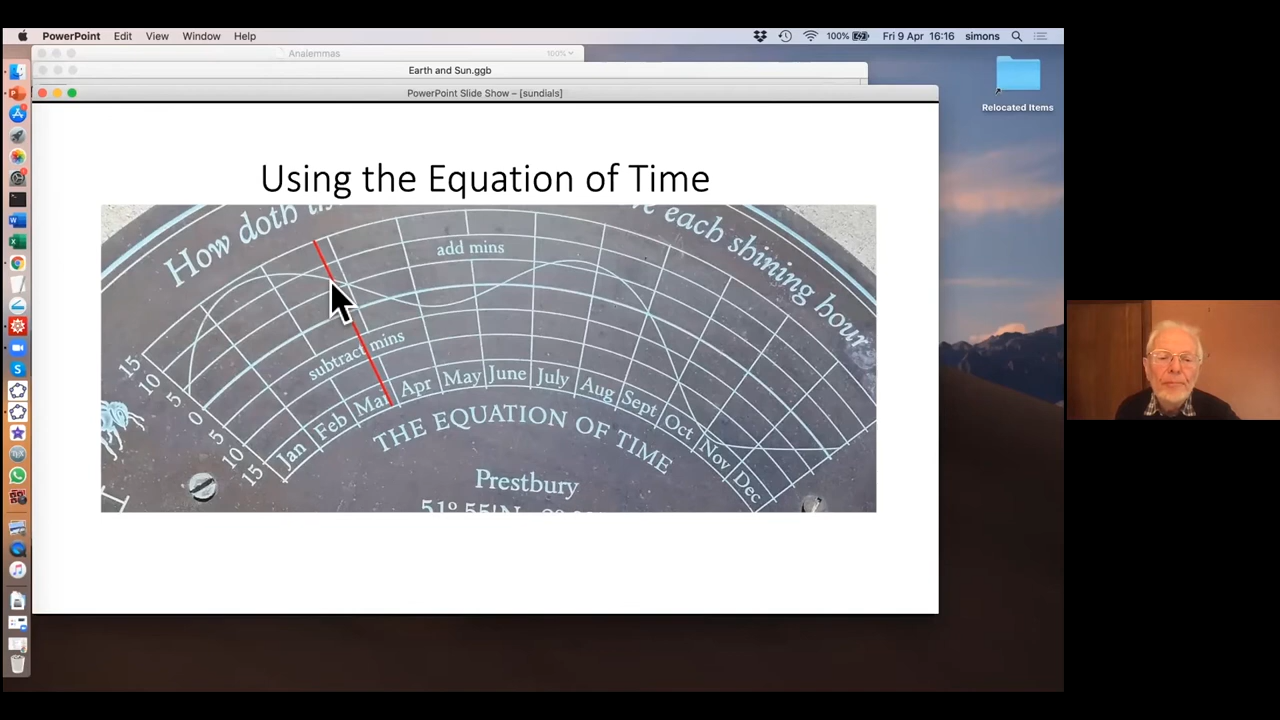 PowerPoint Edit View Window Help 100% Fri 9 Apr 16:16 simons
Analemmas 100%
Earth and Sun.ggb
PowerPoint Slide Show – [sundials]
Relocated Items
Using the Equation of Time
How doth
each shining hour
add mins
subtract mins
15
10
5
0
5
10
15
Jan Feb Mar Apr May June July Aug Sept Oct Nov Dec
THE EQUATION OF TIME
Prestbury
51° 55'N